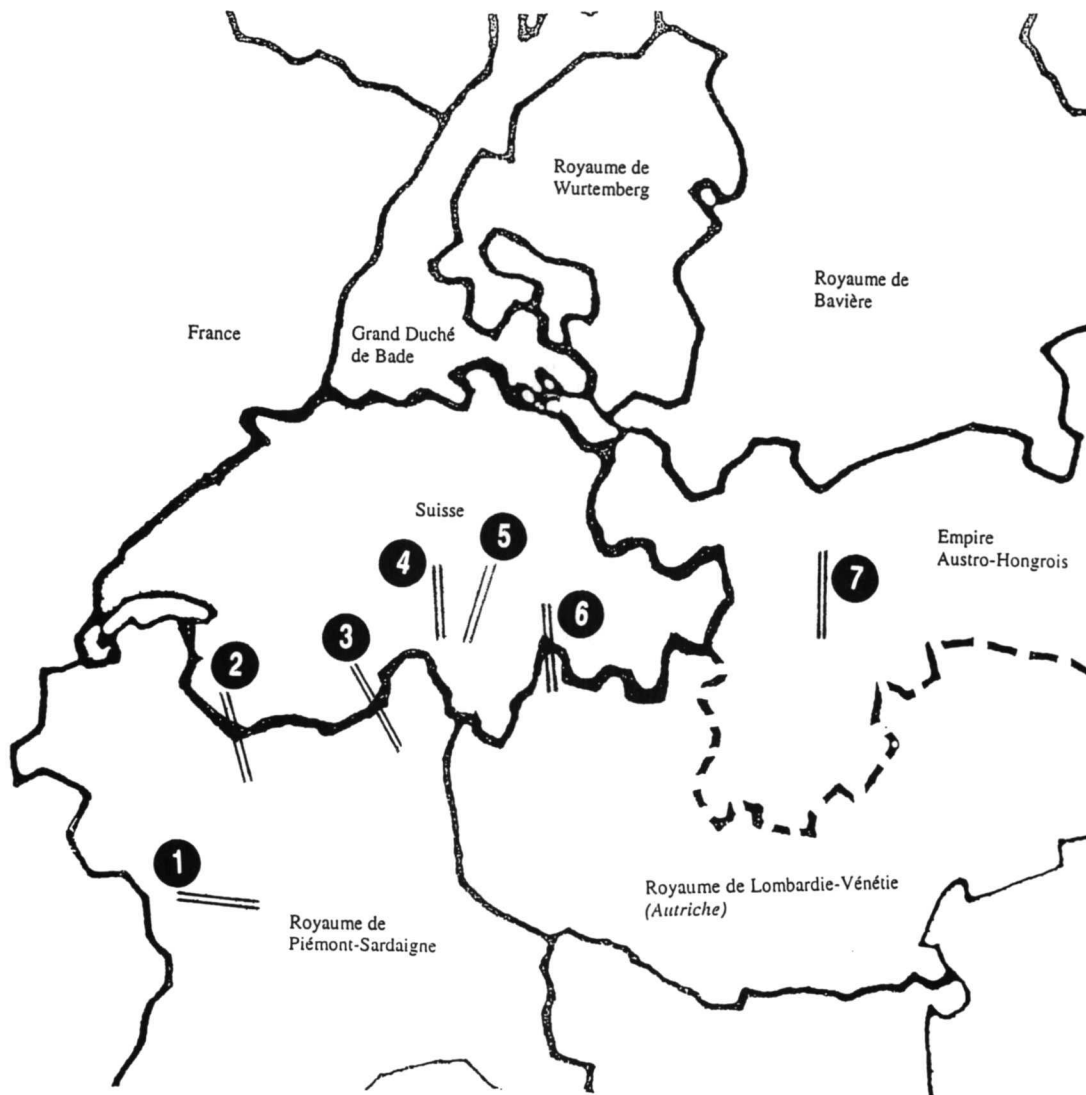 Royaume de
Wurtemberg
Royaume de
Bavière
France
Grand Duché
de Bade
Suisse
5
4
Empire
Austro-Hongrois
7
6
3
2
1
Royaume de Lombardie-Vénétie
(Autriche)
Royaume de
Piémont-Sardaigne